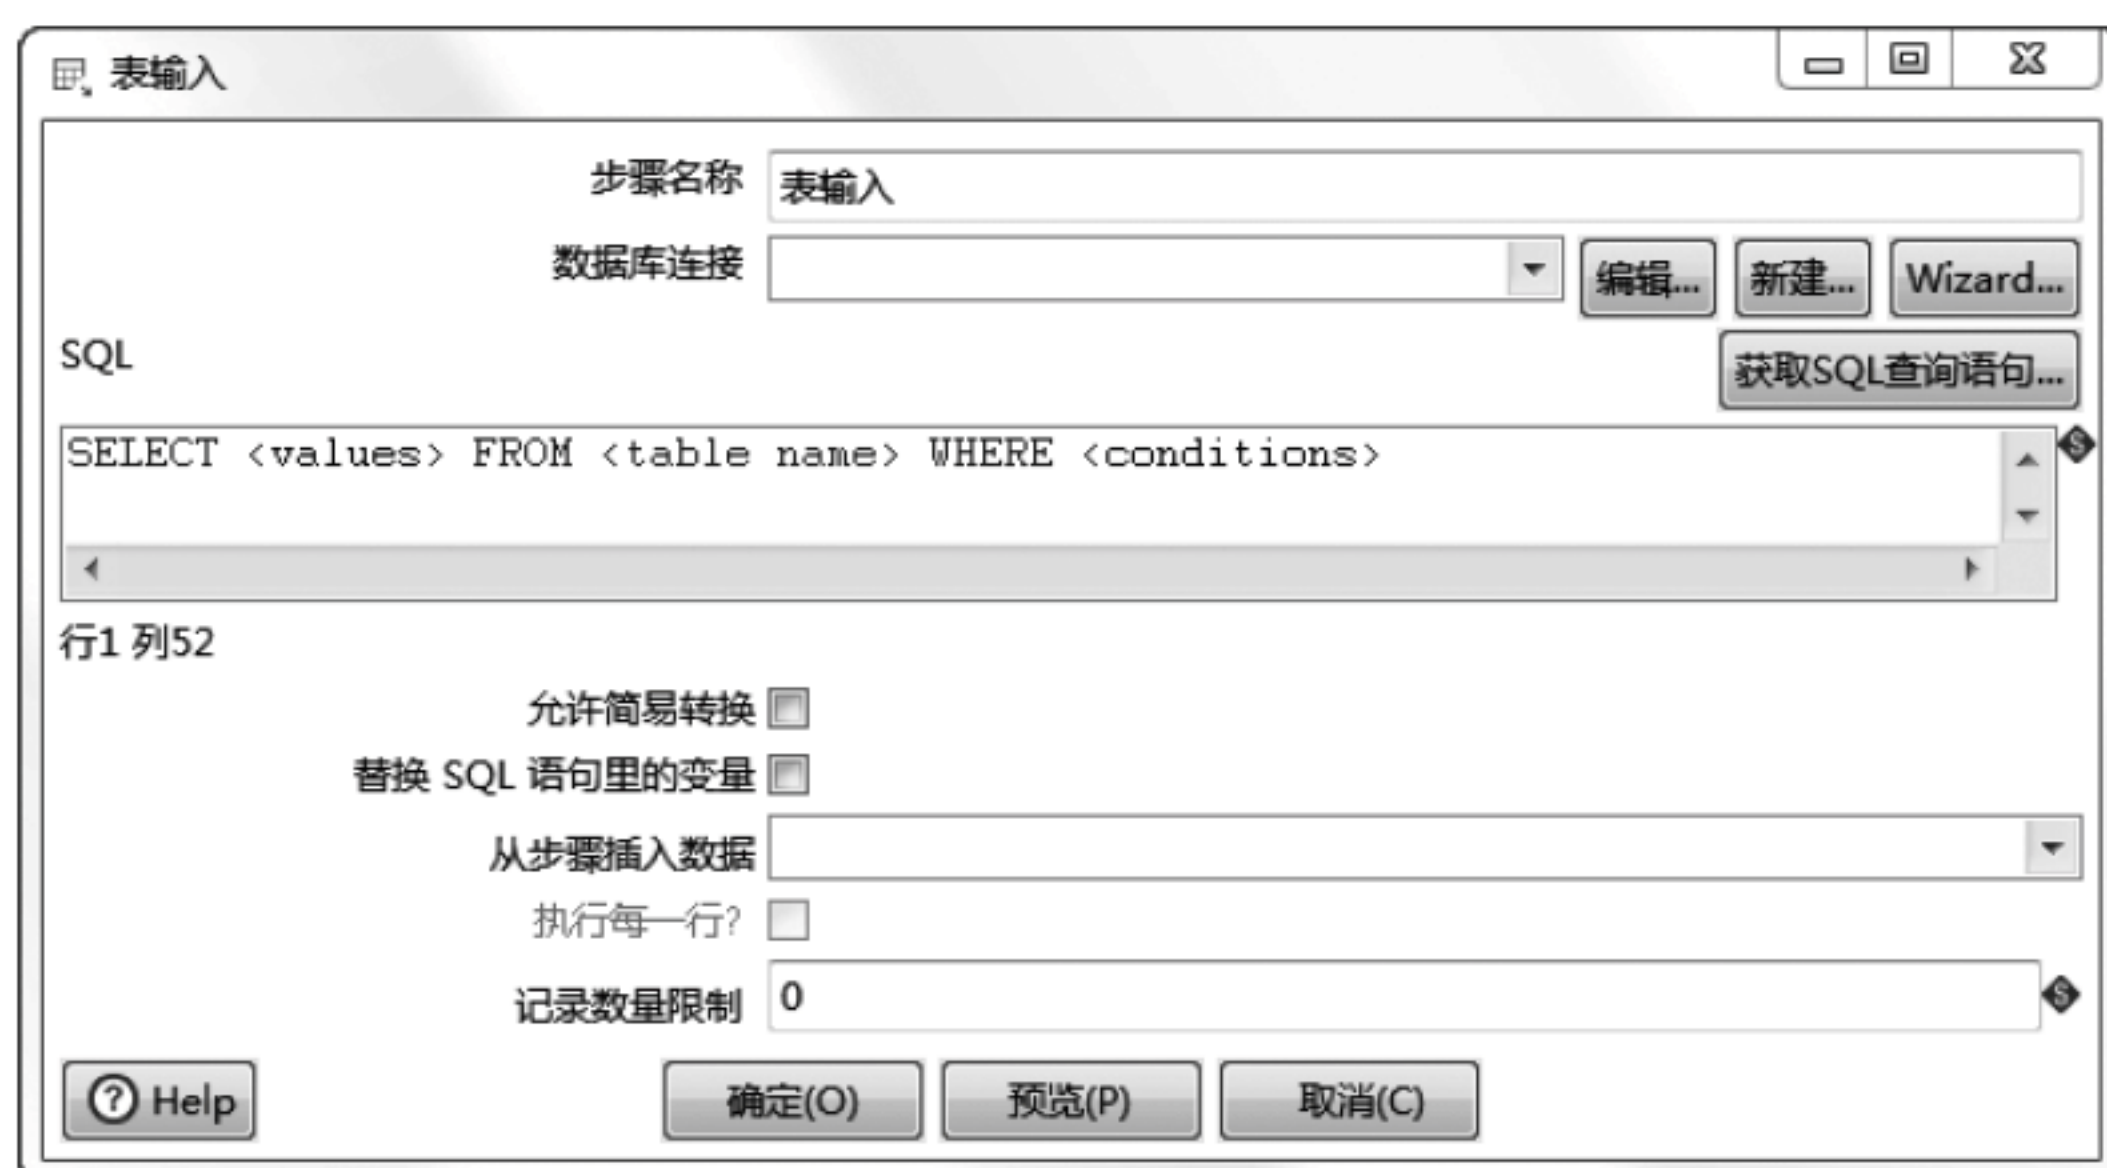 表输入
步骤名称 表输入
数据库连接 编辑... 新建... Wizard...
SQL 获取SQL查询语句...
SELECT <values> FROM <table name> WHERE <conditions>
行1 列52
允许简易转换
替换 SQL 语句里的变量
从步骤插入数据
执行每一行?
记录数量限制 0
Help 确定(O) 预览(P) 取消(C)